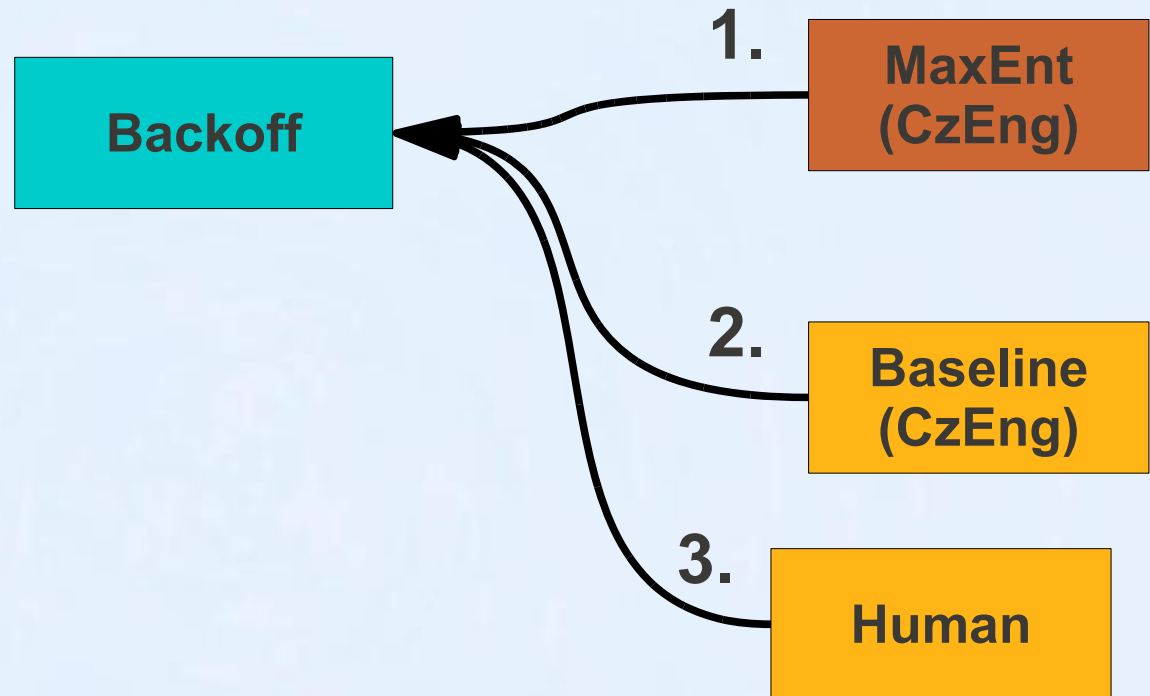 Backoff
1.
MaxEnt
(CzEng)
2.
Baseline
(CzEng)
3.
Human